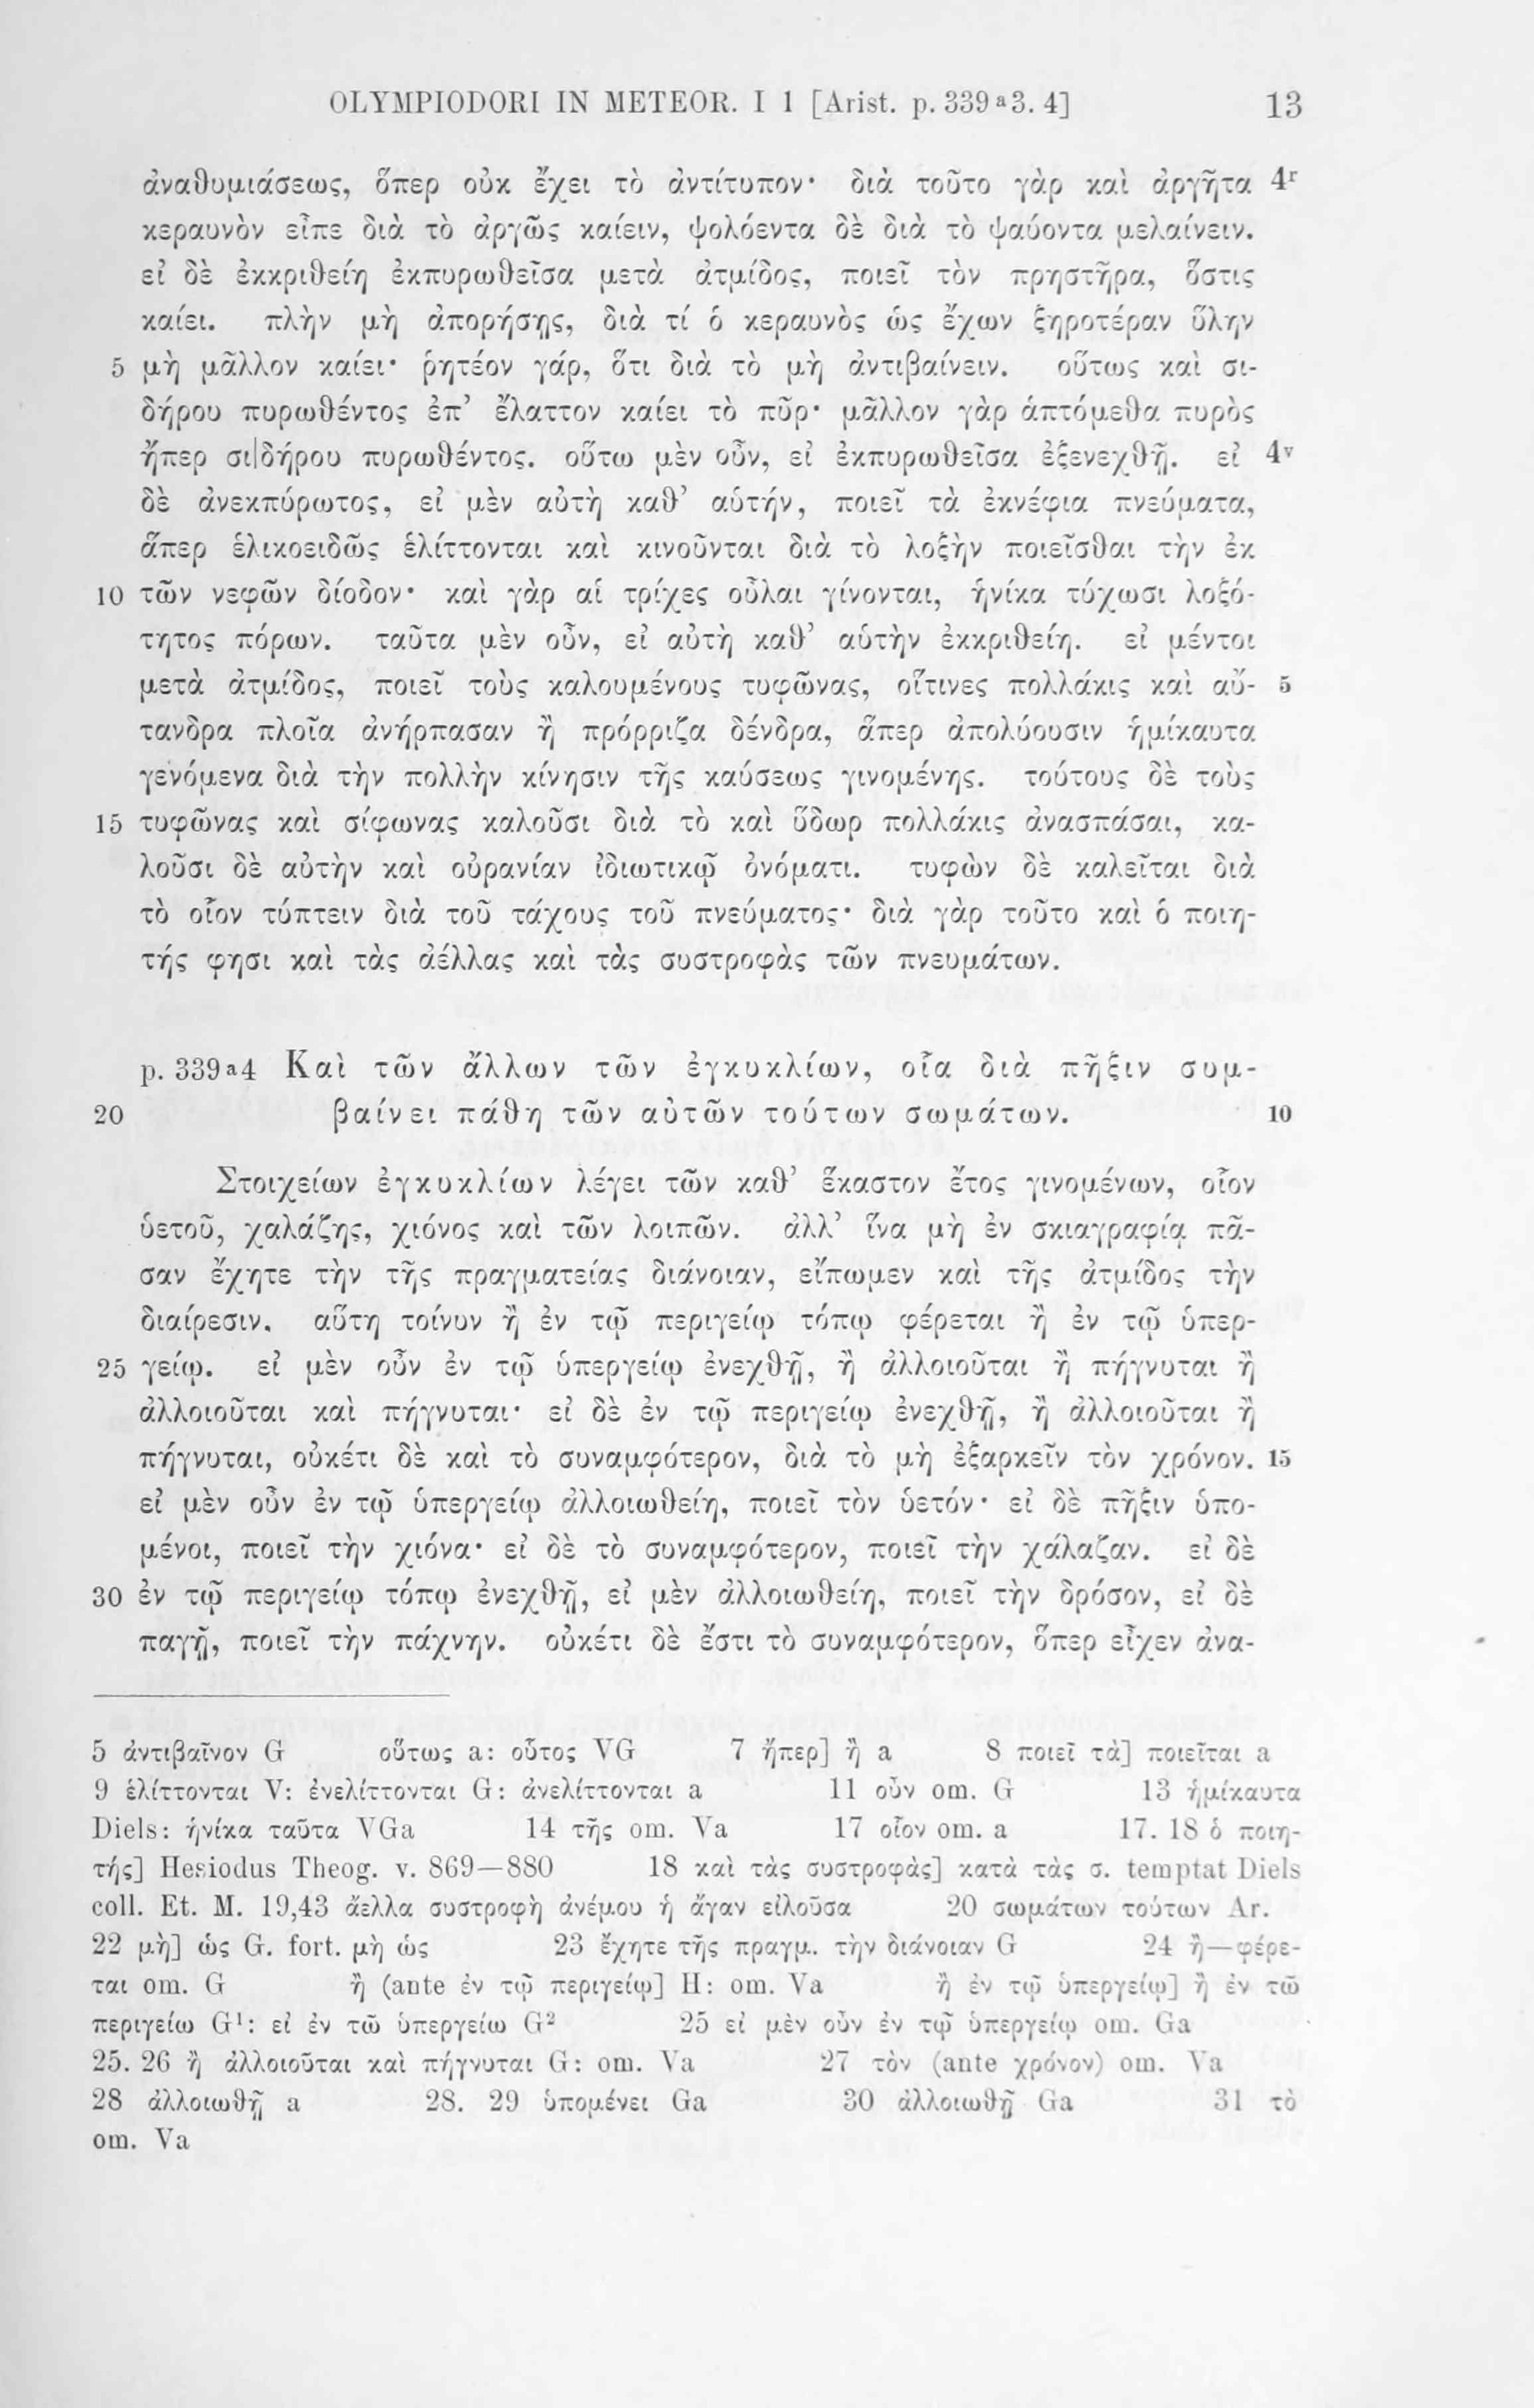 OLYMPIODORI IN METEOR. I 1 [Arist. p. 339 a 3. 4] 13
ἀναθυμιάσεως, ὅπερ οὐκ ἔχει τὸ ἀντίτυπον· διὰ τοῦτο γὰρ καὶ ἀργῆτα 4r
κεραυνὸν εἶπε διὰ τὸ ἀργῶς καίειν, ψολόεντα δὲ διὰ τὸ ψαύοντα μελαίνειν.
εἰ δὲ ἐκκριθείη ἐκπυρωθεῖσα μετὰ ἀτμίδος, ποιεῖ τὸν πρηστῆρα, ὅστις
καίει. πλὴν μὴ ἀπορήσῃς, διὰ τί ὁ κεραυνὸς ὡς ἔχων ξηροτέραν ὕλην
5 μὴ μᾶλλον καίει· ῥητέον γάρ, ὅτι διὰ τὸ μὴ ἀντιβαίνειν. οὕτως καὶ σι-
δήρου πυρωθέντος ἐπ’ ἔλαττον καίει τὸ πῦρ· μᾶλλον γὰρ ἁπτόμεθα πυρὸς
ἤπερ σι|δήρου πυρωθέντος. οὕτω μὲν οὖν, εἰ ἐκπυρωθεῖσα ἐξενεχθῇ. εἰ 4v
δὲ ἀνεκπύρωτος, εἰ μὲν αὐτὴ καθ’ αὑτήν, ποιεῖ τὰ ἐκνέφια πνεύματα,
ἅπερ ἑλικοειδῶς ἑλίττονται καὶ κινοῦνται διὰ τὸ λοξὴν ποιεῖσθαι τὴν ἐκ
10 τῶν νεφῶν δίοδον· καὶ γὰρ αἱ τρίχες οὖλαι γίνονται, ἡνίκα τύχωσι λοξό-
τητος πόρων. ταῦτα μὲν οὖν, εἰ αὐτὴ καθ’ αὑτὴν ἐκκριθείη. εἰ μέντοι
μετὰ ἀτμίδος, ποιεῖ τοὺς καλουμένους τυφῶνας, οἵτινες πολλάκις καὶ αὔ- 5
τανδρα πλοῖα ἀνήρπασαν ἢ πρόρριζα δένδρα, ἅπερ ἀπολύουσιν ἡμίκαυτα
γενόμενα διὰ τὴν πολλὴν κίνησιν τῆς καύσεως γινομένης. τούτους δὲ τοὺς
15 τυφῶνας καὶ σίφωνας καλοῦσι διὰ τὸ καὶ ὕδωρ πολλάκις ἀνασπάσαι, κα-
λοῦσι δὲ αὐτὴν καὶ οὐρανίαν ἰδιωτικῷ ὀνόματι. τυφὼν δὲ καλεῖται διὰ
τὸ οἷον τύπτειν διὰ τοῦ τάχους τοῦ πνεύματος· διὰ γὰρ τοῦτο καὶ ὁ ποιη-
τής φησι καὶ τὰς ἀέλλας καὶ τὰς συστροφὰς τῶν πνευμάτων.
p. 339 a 4 Καὶ τῶν ἄλλων τῶν ἐγκυκλίων, οἷα διὰ πῆξιν συμ-
20 βαίνει πάθη τῶν αὐτῶν τούτων σωμάτων. 10
Στοιχείων ἐγκυκλίων λέγει τῶν καθ’ ἕκαστον ἔτος γινομένων, οἷον
ὑετοῦ, χαλάζης, χιόνος καὶ τῶν λοιπῶν. ἀλλ’ ἵνα μὴ ἐν σκιαγραφίᾳ πᾶ-
σαν ἔχητε τὴν τῆς πραγματείας διάνοιαν, εἴπωμεν καὶ τῆς ἀτμίδος τὴν
διαίρεσιν. αὕτη τοίνυν ἢ ἐν τῷ περιγείῳ τόπῳ φέρεται ἢ ἐν τῷ ὑπερ-
25 γείῳ. εἰ μὲν οὖν ἐν τῷ ὑπεργείῳ ἐνεχθῇ, ἢ ἀλλοιοῦται ἢ πήγνυται ἢ
ἀλλοιοῦται καὶ πήγνυται· εἰ δὲ ἐν τῷ περιγείῳ ἐνεχθῇ, ἢ ἀλλοιοῦται ἢ
πήγνυται, οὐκέτι δὲ καὶ τὸ συναμφότερον, διὰ τὸ μὴ ἐξαρκεῖν τὸν χρόνον. 15
εἰ μὲν οὖν ἐν τῷ ὑπεργείῳ ἀλλοιωθείη, ποιεῖ τὸν ὑετόν· εἰ δὲ πῆξιν ὑπο-
μένοι, ποιεῖ τὴν χιόνα· εἰ δὲ τὸ συναμφότερον, ποιεῖ τὴν χάλαζαν. εἰ δὲ
30 ἐν τῷ περιγείῳ τόπῳ ἐνεχθῇ, εἰ μὲν ἀλλοιωθείη, ποιεῖ τὴν δρόσον, εἰ δὲ
παγῇ, ποιεῖ τὴν πάχνην. οὐκέτι δὲ ἔστι τὸ συναμφότερον, ὅπερ εἶχεν ἀνα-
5 ἀντιβαῖνον G οὕτως a: οὗτος VG 7 ἤπερ] ἢ a 8 ποιεῖ τὰ] ποιεῖται a
9 ἑλίττονται V: ἐνελίττονται G: ἀνελίττονται a 11 οὖν om. G 13 ἡμίκαυτα
Diels: ἡνίκα ταῦτα VGa 14 τῆς om. Va 17 οἷον om. a 17. 18 ὁ ποιη-
τής] Hesiodus Theog. v. 869—880 18 καὶ τὰς συστροφὰς] κατὰ τὰς σ. temptat Diels
coll. Et. M. 19,43 ἄελλα συστροφὴ ἀνέμου ἡ ἄγαν εἰλοῦσα 20 σωμάτων τούτων Ar.
22 μὴ] ὡς G. fort. μὴ ὡς 23 ἔχητε τῆς πραγμ. τὴν διάνοιαν G 24 ἢ—φέρε-
ται om. G ἢ (ante ἐν τῷ περιγείῳ] H: om. Va ἢ ἐν τῷ ὑπεργείῳ] ἢ ἐν τῶ
περιγείω G¹: εἰ ἐν τῶ ὑπεργείω G² 25 εἰ μὲν οὖν ἐν τῷ ὑπεργείῳ om. Ga
25. 26 ἢ ἀλλοιοῦται καὶ πήγνυται G: om. Va 27 τὸν (ante χρόνον) om. Va
28 ἀλλοιωθῇ a 28. 29 ὑπομένει Ga 30 ἀλλοιωθῇ Ga 31 τὸ
om. Va